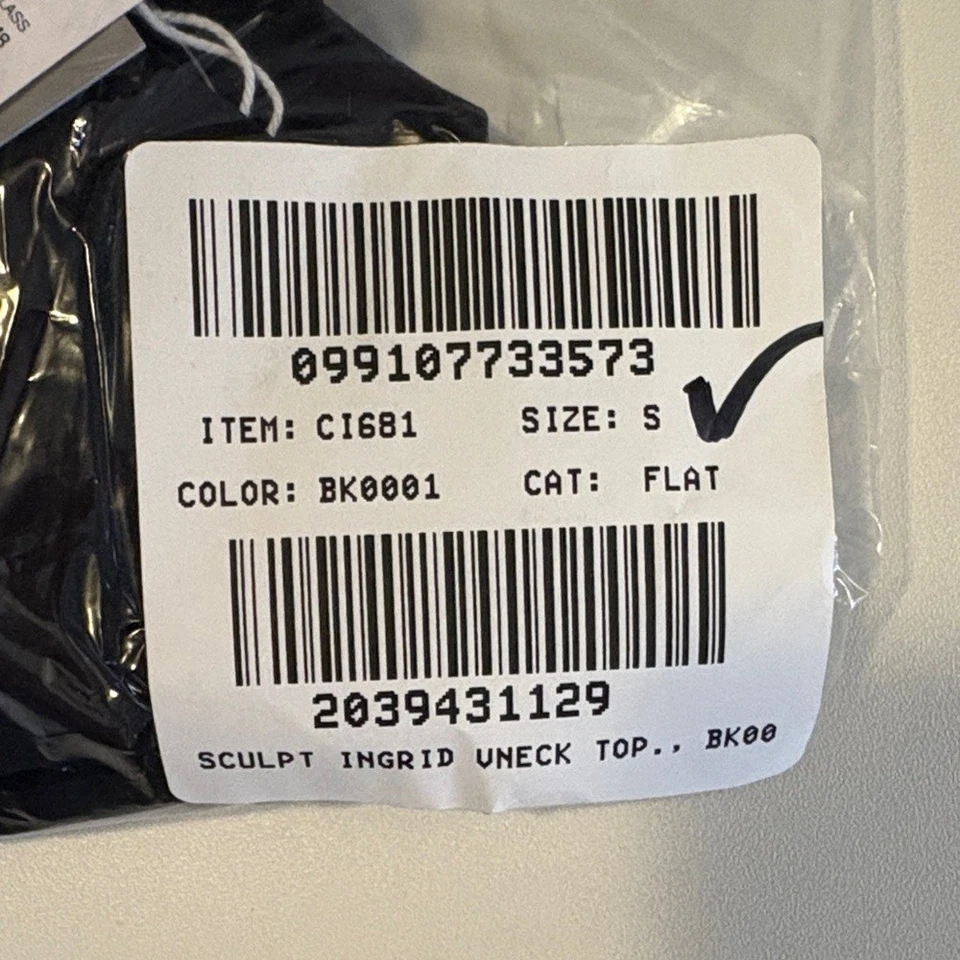 099107733573
ITEM: CI681 SIZE: S
COLOR: BK0001 CAT: FLAT
2039431129
SCULPT INGRID VNECK TOP., BK00